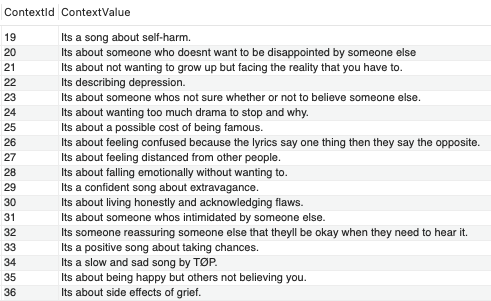 ContextId ContextValue
19 Its a song about self-harm.
20 Its about someone who doesnt want to be disappointed by someone else
21 Its about not wanting to grow up but facing the reality that you have to.
22 Its describing depression.
23 Its about someone whos not sure whether or not to believe someone else.
24 Its about wanting too much drama to stop and why.
25 Its about a possible cost of being famous.
26 Its about feeling confused because the lyrics say one thing then they say the opposite.
27 Its about feeling distanced from other people.
28 Its about falling emotionally without wanting to.
29 Its a confident song about extravagance.
30 Its about living honestly and acknowledging flaws.
31 Its about someone whos intimidated by someone else.
32 Its someone reassuring someone else that theyll be okay when they need to hear it.
33 Its a positive song about taking chances.
34 Its a slow and sad song by TØP.
35 Its about being happy but others not believing you.
36 Its about side effects of grief.